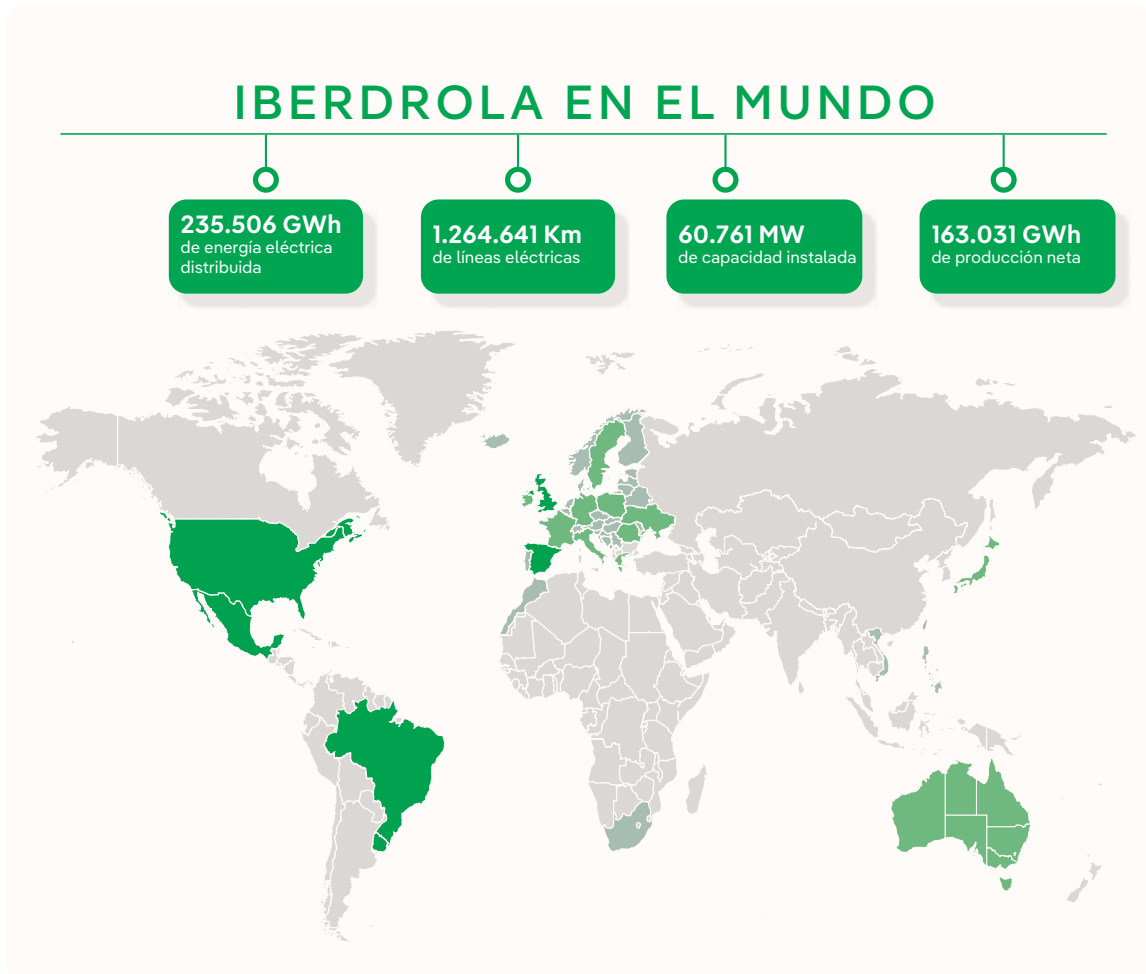 IBERDROLA EN EL MUNDO
235.506 GWh
de energía eléctrica
distribuida
1.264.641 Km
de líneas eléctricas
60.761 MW
de capacidad instalada
163.031 GWh
de producción neta